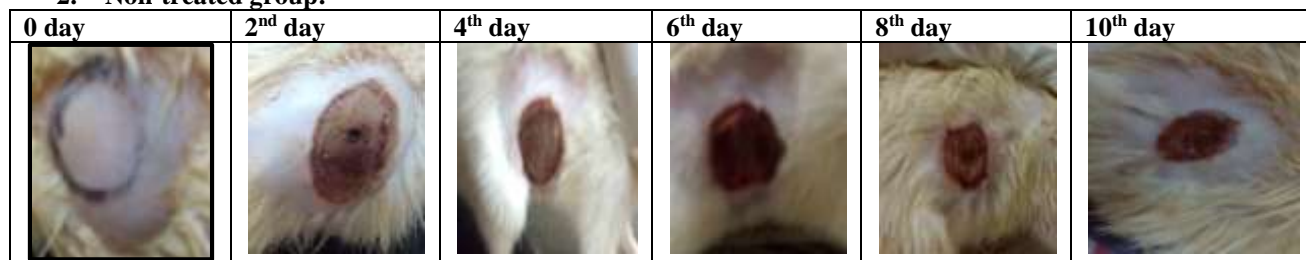 2. Non-treated group:
0 day 2nd day 4th day 6th day 8th day 10th day